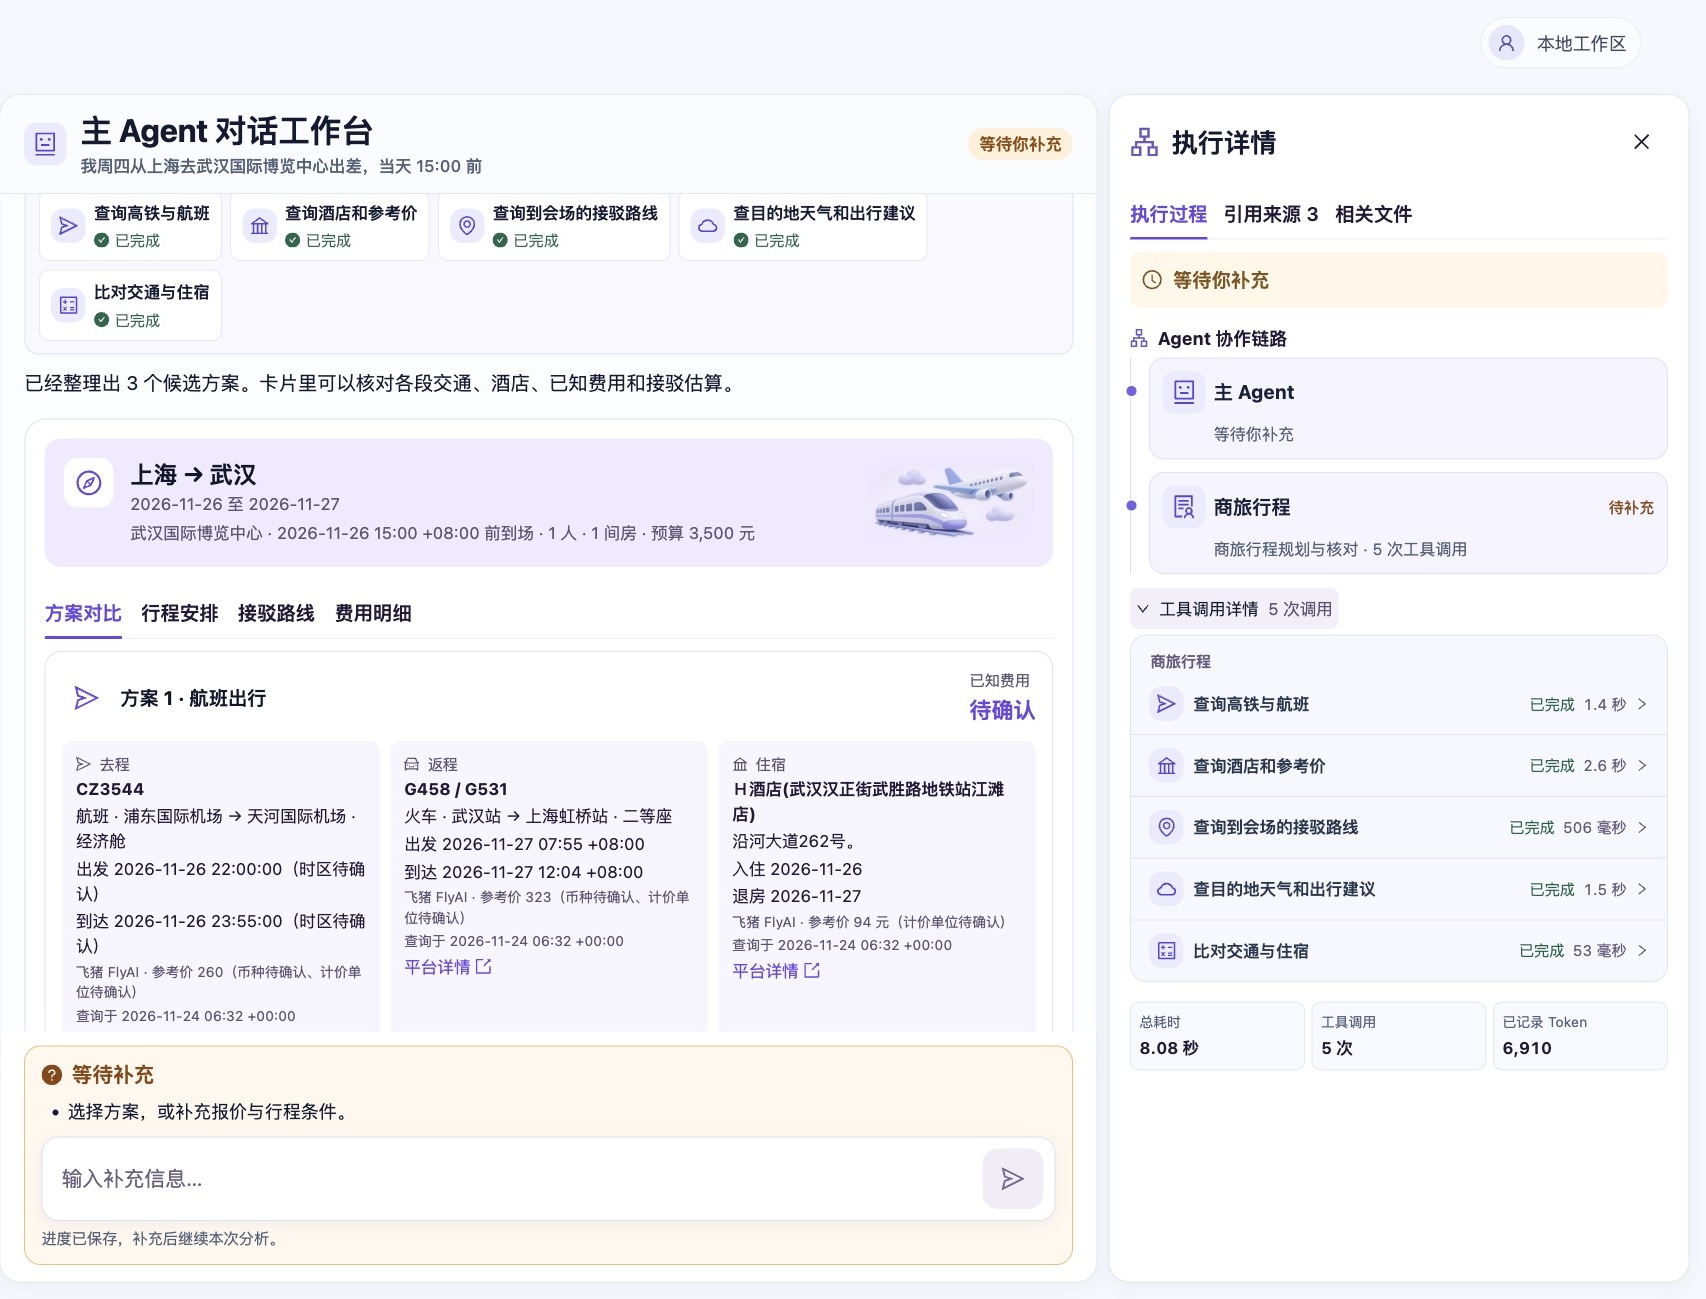 本地工作区
主 Agent 对话工作台
我周四从上海去武汉国际博览中心出差，当天 15:00 前
等待你补充
查询高铁与航班
已完成
查询酒店和参考价
已完成
查询到会场的接驳路线
已完成
查目的地天气和出行建议
已完成
比对交通与住宿
已完成
已经整理出 3 个候选方案。卡片里可以核对各段交通、酒店、已知费用和接驳估算。
上海 → 武汉
2026-11-26 至 2026-11-27
武汉国际博览中心 · 2026-11-26 15:00 +08:00 前到场 · 1 人 · 1 间房 · 预算 3,500 元
方案对比 行程安排 接驳路线 费用明细
方案 1 · 航班出行
已知费用
待确认
去程
CZ3544
航班 · 浦东国际机场 → 天河国际机场 ·
经济舱
出发 2026-11-26 22:00:00（时区待确
认）
到达 2026-11-26 23:55:00（时区待确
认）
飞猪 FlyAI · 参考价 260（币种待确认、计价单
位待确认）
查询于 2026-11-24 06:32 +00:00
返程
G458 / G531
火车 · 武汉站 → 上海虹桥站 · 二等座
出发 2026-11-27 07:55 +08:00
到达 2026-11-27 12:04 +08:00
飞猪 FlyAI · 参考价 323（币种待确认、计价单
位待确认）
查询于 2026-11-24 06:32 +00:00
平台详情
住宿
H酒店(武汉汉正街武胜路地铁站江滩
店)
沿河大道262号。
入住 2026-11-26
退房 2026-11-27
飞猪 FlyAI · 参考价 94 元（计价单位待确认）
查询于 2026-11-24 06:32 +00:00
平台详情
等待补充
• 选择方案，或补充报价与行程条件。
输入补充信息...
进度已保存，补充后继续本次分析。
执行详情
执行过程 引用来源 3 相关文件
等待你补充
Agent 协作链路
主 Agent
等待你补充
商旅行程
待补充
商旅行程规划与核对 · 5 次工具调用
工具调用详情 5 次调用
商旅行程
查询高铁与航班 已完成 1.4 秒
查询酒店和参考价 已完成 2.6 秒
查询到会场的接驳路线 已完成 506 毫秒
查目的地天气和出行建议 已完成 1.5 秒
比对交通与住宿 已完成 53 毫秒
总耗时
8.08 秒
工具调用
5 次
已记录 Token
6,910